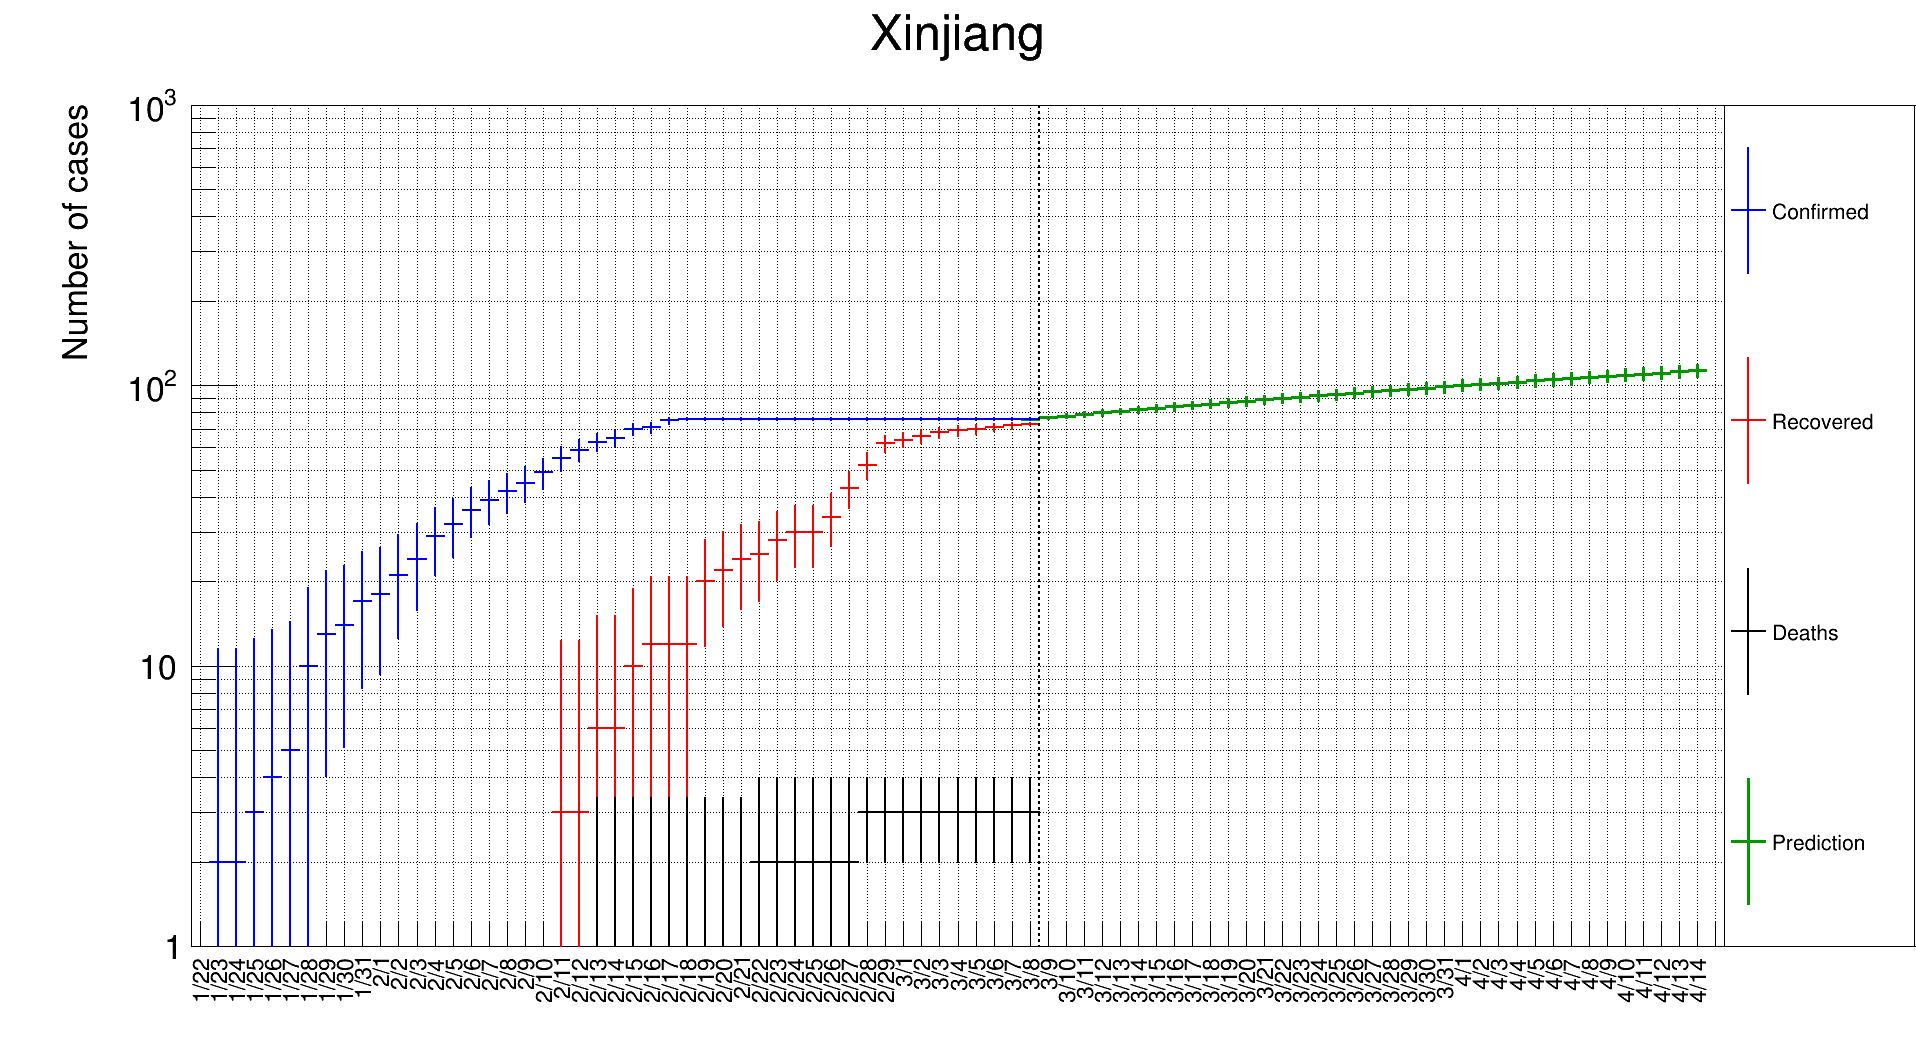 Xinjiang
Number of cases
10³
10²
10
1
1/22 1/23 1/24 1/25 1/26 1/27 1/28 1/29 1/30 1/31 2/1 2/2 2/3 2/4 2/5 2/6 2/7 2/8 2/9 2/10 2/11 2/12 2/13 2/14 2/15 2/16 2/17 2/18 2/19 2/20 2/21 2/22 2/23 2/24 2/25 2/26 2/27 2/28 2/29 3/1 3/2 3/3 3/4 3/5 3/6 3/7 3/8 3/9 3/10 3/11 3/12 3/13 3/14 3/15 3/16 3/17 3/18 3/19 3/20 3/21 3/22 3/23 3/24 3/25 3/26 3/27 3/28 3/29 3/30 3/31 4/1 4/2 4/3 4/4 4/5 4/6 4/7 4/8 4/9 4/10 4/11 4/12 4/13 4/14
Confirmed
Recovered
Deaths
Prediction